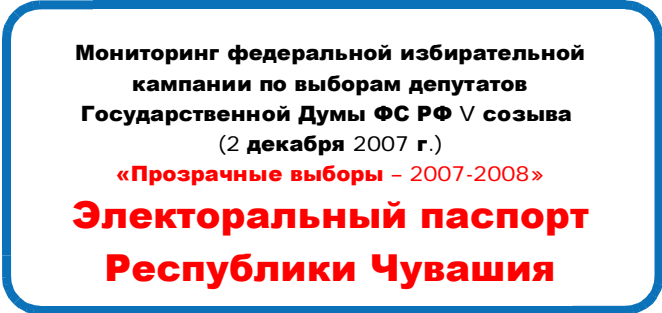 Мониторинг федеральной избирательной
кампании по выборам депутатов
Государственной Думы ФС РФ V созыва
(2 декабря 2007 г.)
«Прозрачные выборы – 2007-2008»
Электоральный паспорт
Республики Чувашия